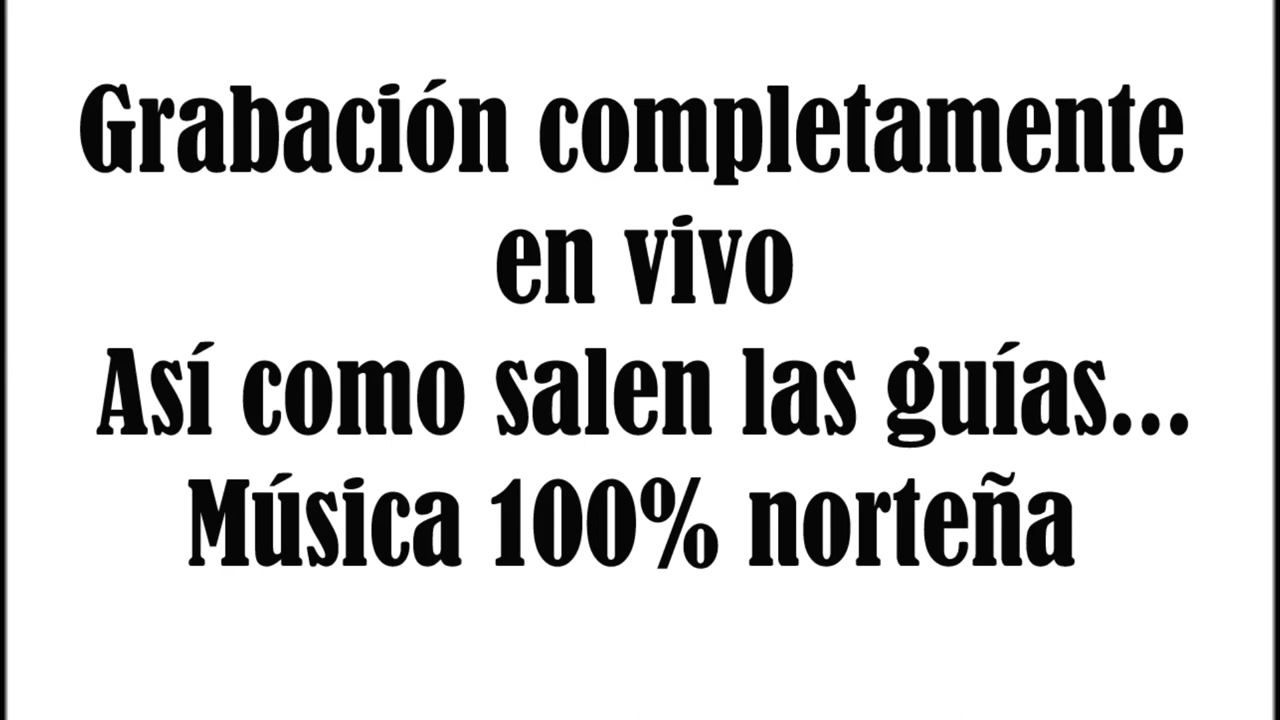 Grabación completamente
en vivo
Así como salen las guías...
Música 100% norteña